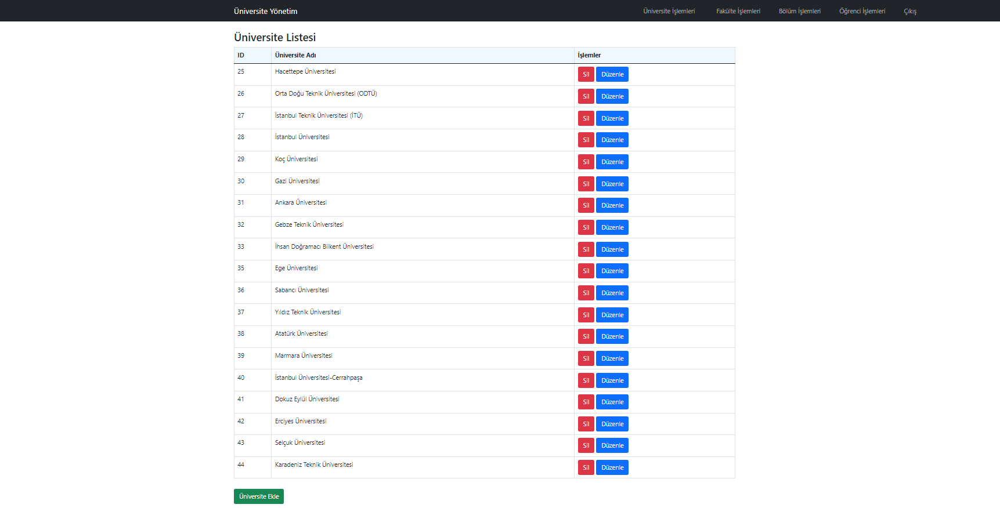 Üniversite Yönetim Üniversite İşlemleri Fakülte İşlemleri Bölüm İşlemleri Öğrenci İşlemleri Çıkış
Üniversite Listesi
ID Üniversite Adı İşlemler
25 Hacettepe Üniversitesi Sil Düzenle
26 Orta Doğu Teknik Üniversitesi (ODTÜ) Sil Düzenle
27 İstanbul Teknik Üniversitesi (İTÜ) Sil Düzenle
28 İstanbul Üniversitesi Sil Düzenle
29 Koç Üniversitesi Sil Düzenle
30 Gazi Üniversitesi Sil Düzenle
31 Ankara Üniversitesi Sil Düzenle
32 Gebze Teknik Üniversitesi Sil Düzenle
33 İhsan Doğramacı Bilkent Üniversitesi Sil Düzenle
35 Ege Üniversitesi Sil Düzenle
36 Sabancı Üniversitesi Sil Düzenle
37 Yıldız Teknik Üniversitesi Sil Düzenle
38 Atatürk Üniversitesi Sil Düzenle
39 Marmara Üniversitesi Sil Düzenle
40 İstanbul Üniversitesi-Cerrahpaşa Sil Düzenle
41 Dokuz Eylül Üniversitesi Sil Düzenle
42 Erciyes Üniversitesi Sil Düzenle
43 Selçuk Üniversitesi Sil Düzenle
44 Karadeniz Teknik Üniversitesi Sil Düzenle
Üniversite Ekle